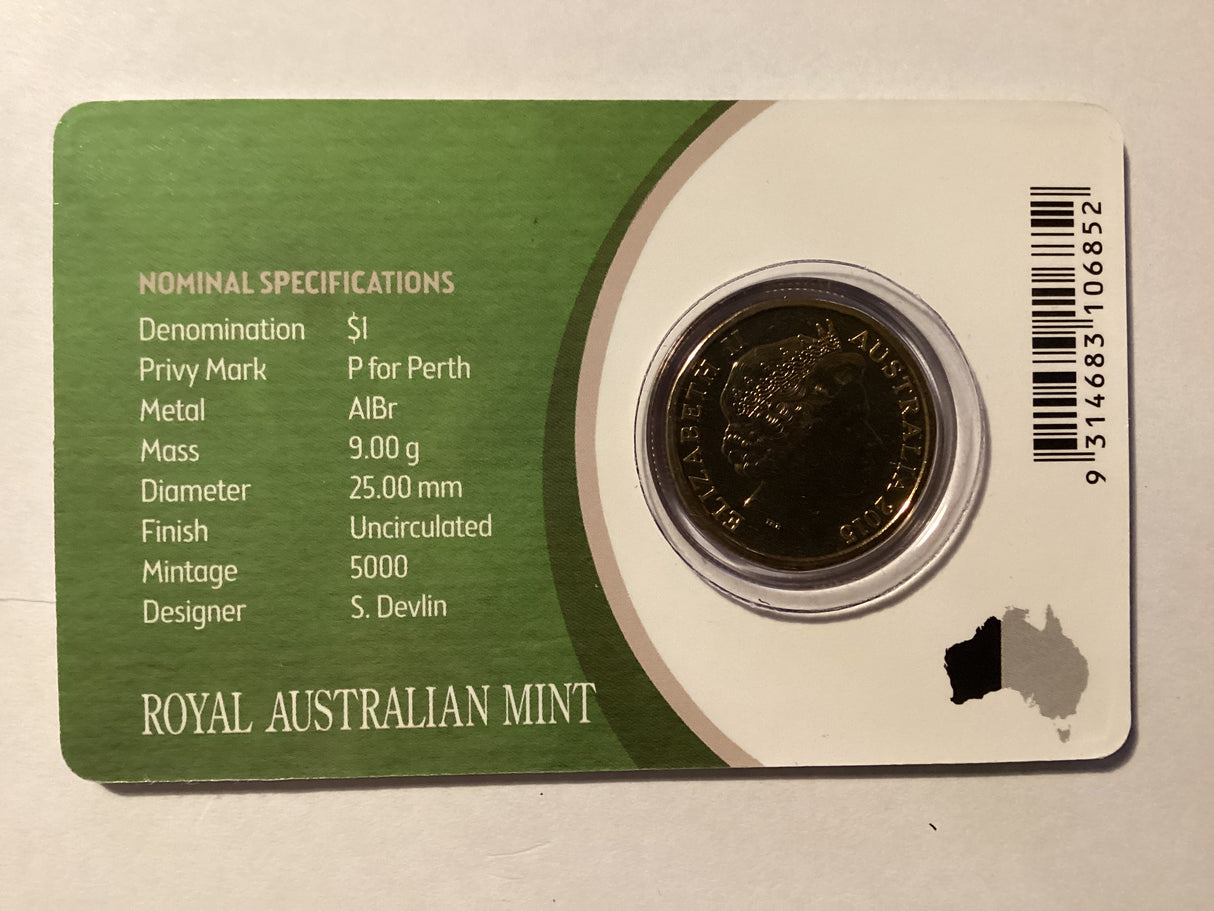 NOMINAL SPECIFICATIONS
Denomination $1
Privy Mark P for Perth
Metal AlBr
Mass 9.00 g
Diameter 25.00 mm
Finish Uncirculated
Mintage 5000
Designer S. Devlin
ROYAL AUSTRALIAN MINT
ELIZABETH II AUSTRALIA 2015
9 314683 106852